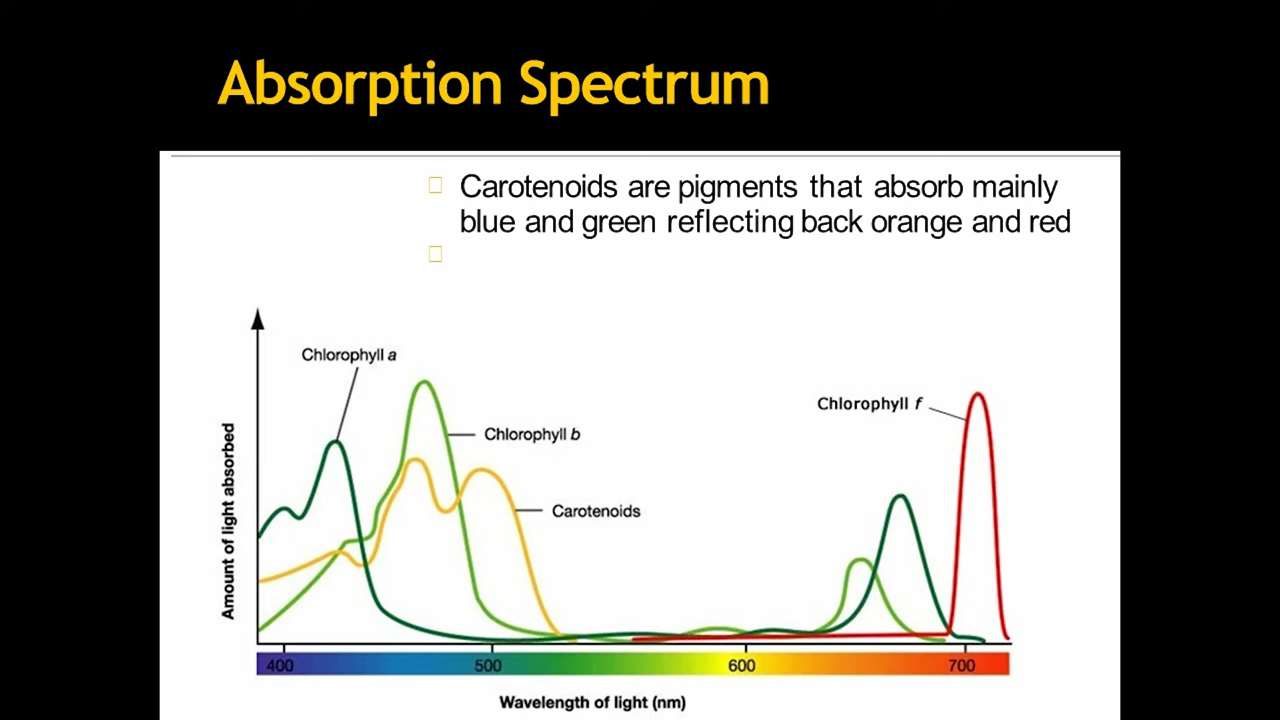 Absorption Spectrum
Carotenoids are pigments that absorb mainly
blue and green reflecting back orange and red
Chlorophyll a
Chlorophyll f
Chlorophyll b
Carotenoids
Amount of light absorbed
400 500 600 700
Wavelength of light (nm)